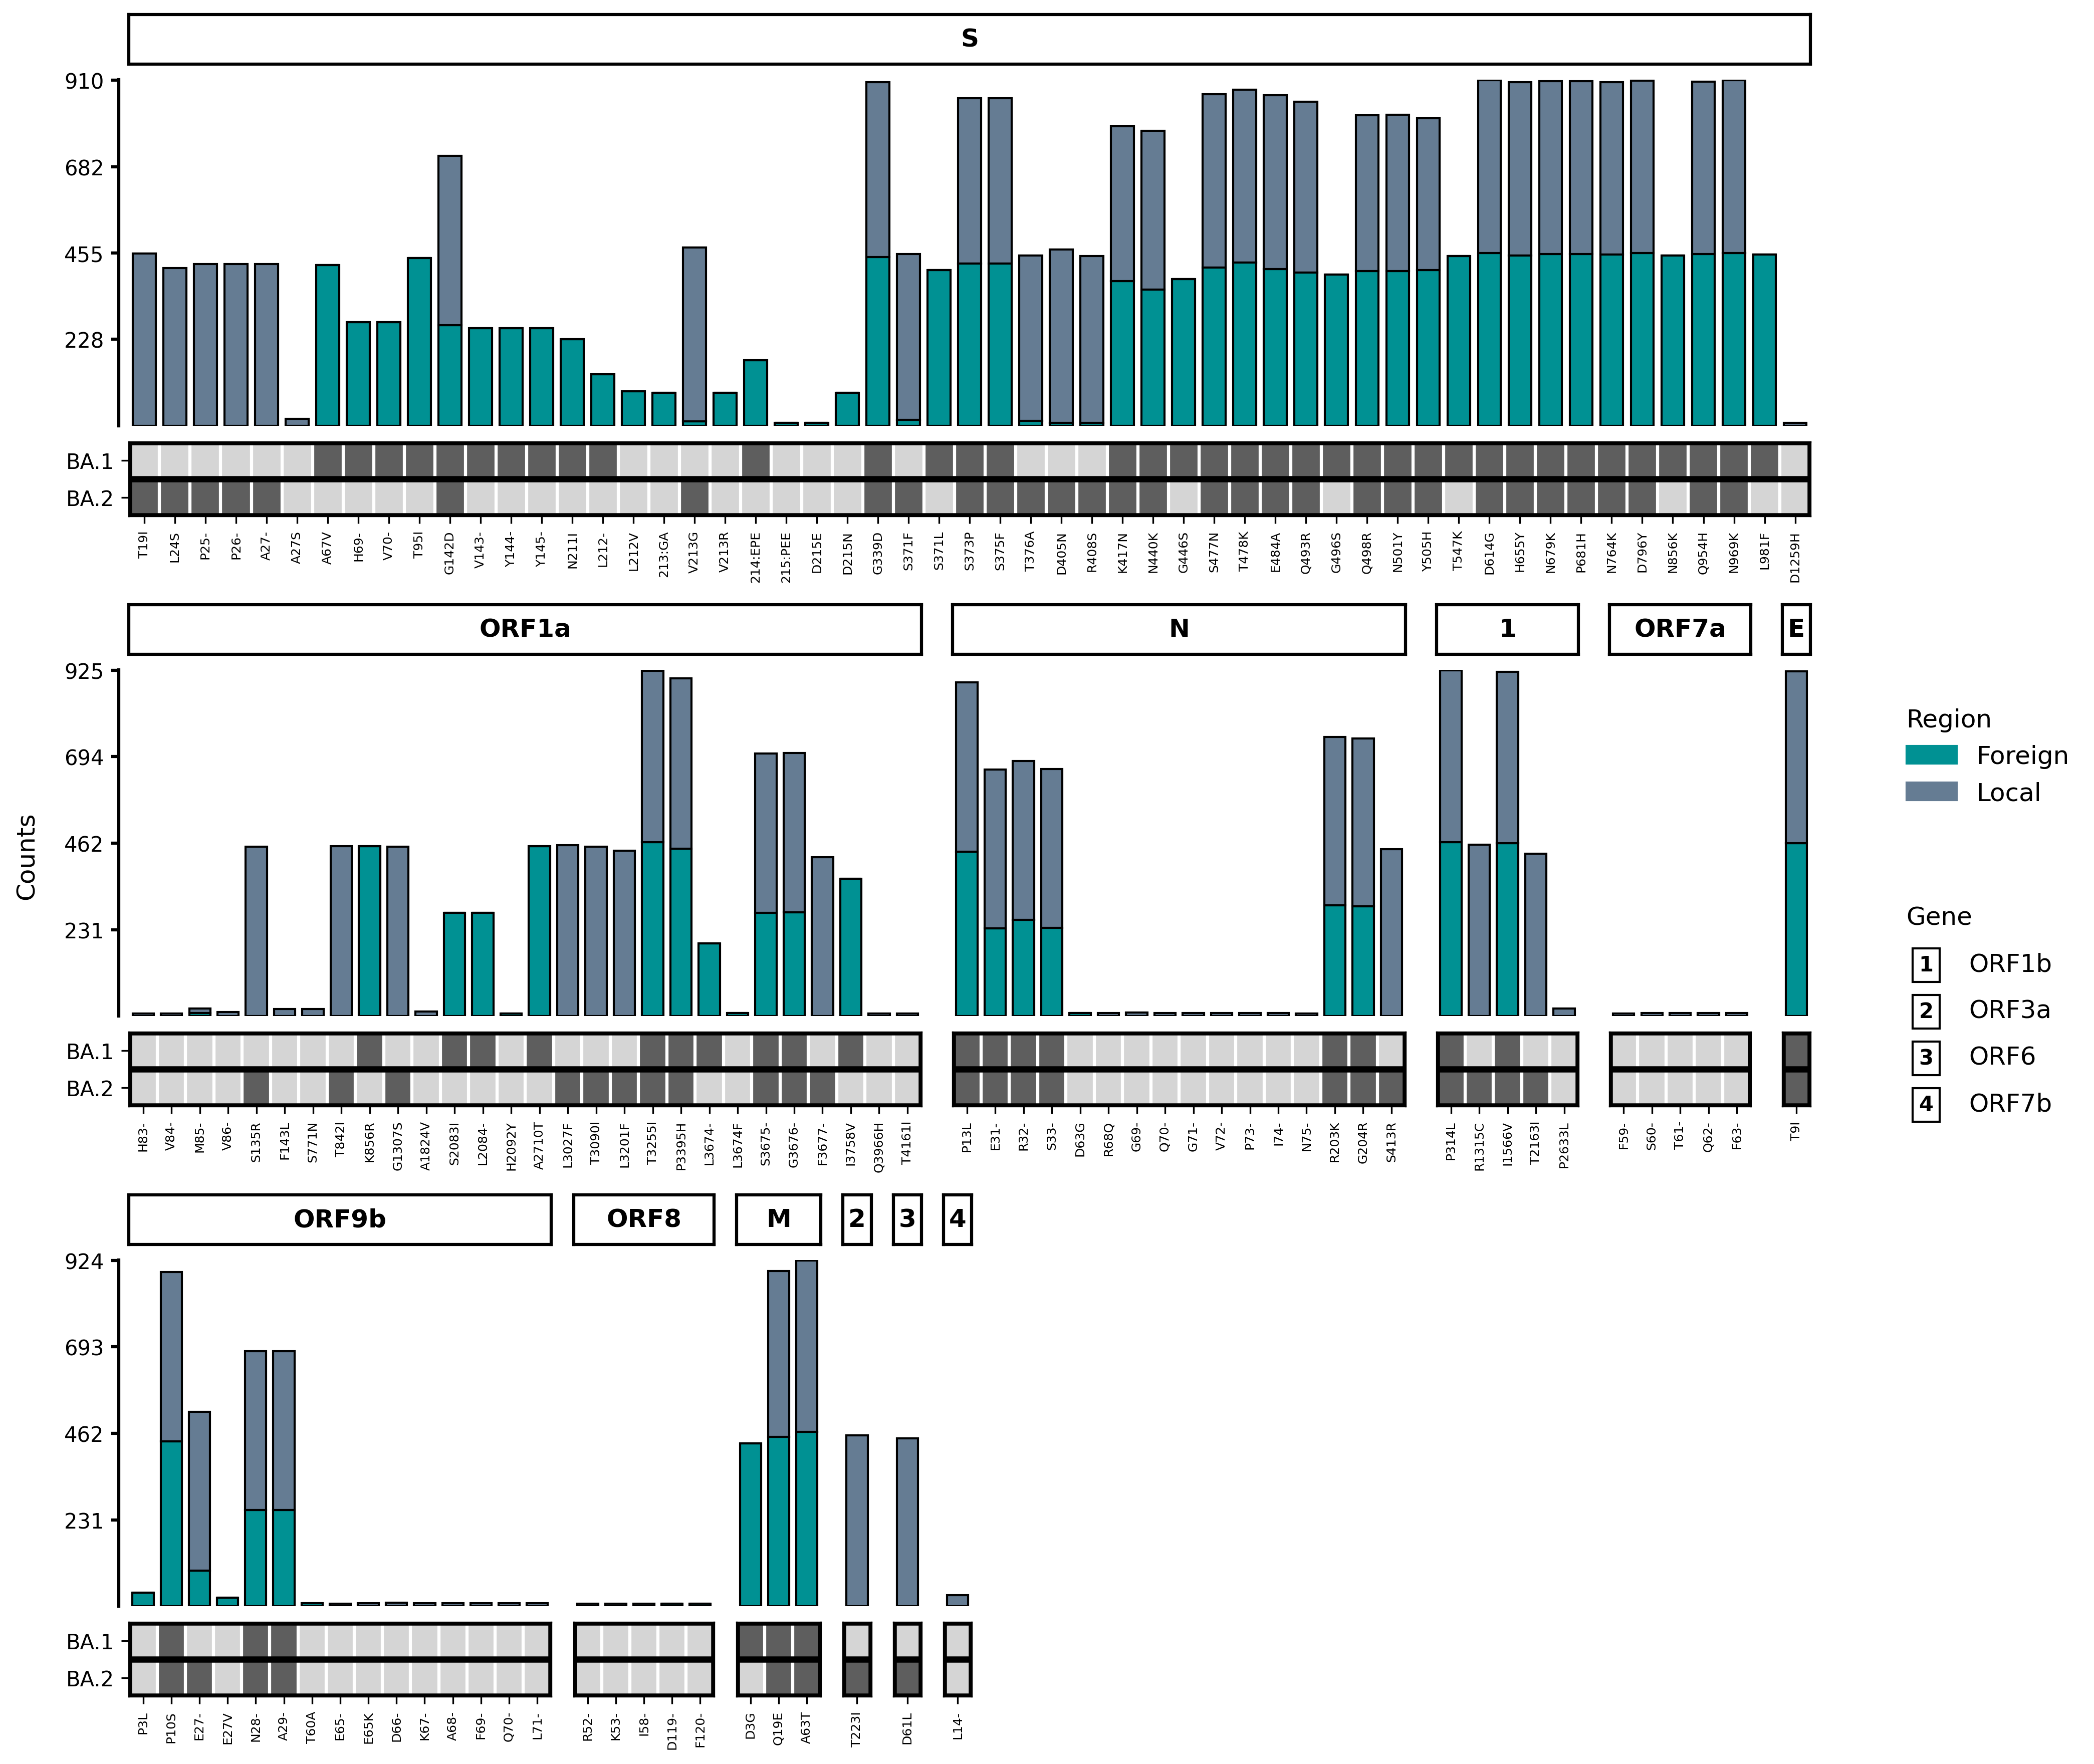 S
910
682
455
228
BA.1
BA.2
T19I L24S P25- P26- A27- A27S A67V H69- V70- T95I G142D V143- Y144- Y145- N211I L212- L212V 213:GA V213G V213R 214:EPE 215:PEE D215E D215N G339D S371F S371L S373P S375F T376A D405N R408S K417N N440K G446S S477N T478K E484A Q493R G496S Q498R N501Y Y505H T547K D614G H655Y N679K P681H N764K D796Y N856K Q954H N969K L981F D1259H
ORF1a N 1 ORF7a E
925
694
462
231
Counts
BA.1
BA.2
H83- V84- M85- V86- S135R F143L S771N T842I K856R G1307S A1824V S2083I L2084- H2092Y A2710T L3027F T3090I L3201F T3255I P3395H L3674- L3674F S3675- G3676- F3677- I3758V Q3966H T4161I
P13L E31- R32- S33- D63G R68Q G69- Q70- G71- V72- P73- I74- N75- R203K G204R S413R
P314L R1315C I1566V T2163I P2633L
F59- S60- T61- Q62- F63-
T9I
Region
Foreign
Local
Gene
1 ORF1b
2 ORF3a
3 ORF6
4 ORF7b
ORF9b ORF8 M 2 3 4
924
693
462
231
BA.1
BA.2
P3L P10S E27- E27V N28- A29- T60A E65- E65K D66- K67- A68- F69- Q70- L71-
R52- K53- I58- D119- F120-
D3G Q19E A63T
T223I
D61L
L14-